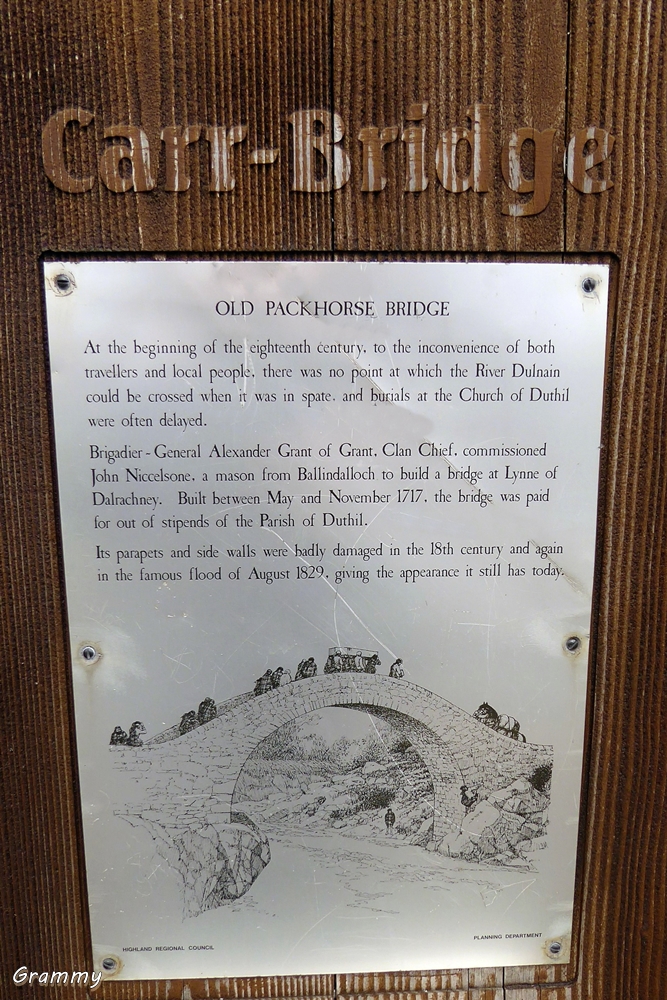 Carr-Bridge
OLD PACKHORSE BRIDGE
At the beginning of the eighteenth century, to the inconvenience of both
travellers and local people, there was no point at which the River Dulnain
could be crossed when it was in spate, and burials at the Church of Duthil
were often delayed.
Brigadier-General Alexander Grant of Grant, Clan Chief, commissioned
John Niccelsone, a mason from Ballindalloch to build a bridge at Lynne of
Dalrachney. Built between May and November 1717, the bridge was paid
for out of stipends of the Parish of Duthil.
Its parapets and side walls were badly damaged in the 18th century and again
in the famous flood of August 1829, giving the appearance it still has today.
HIGHLAND REGIONAL COUNCIL
PLANNING DEPARTMENT
Grammy